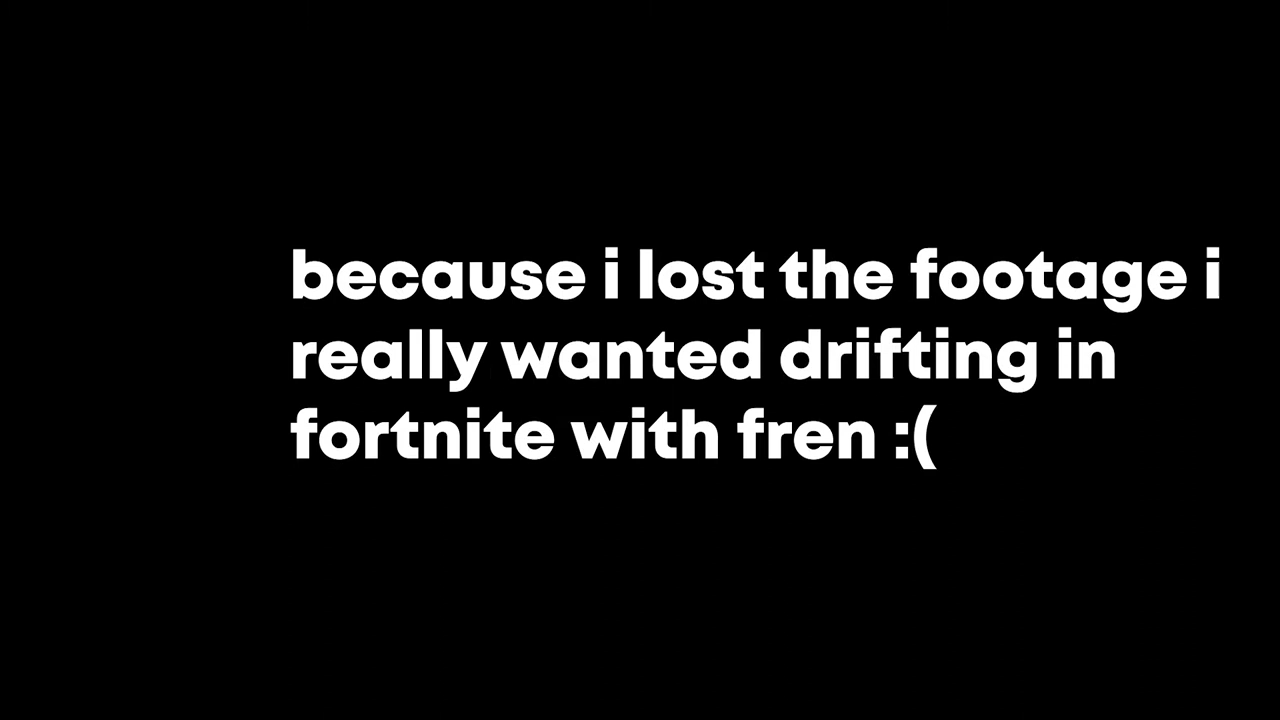 because i lost the footage i
really wanted drifting in
fortnite with fren :(